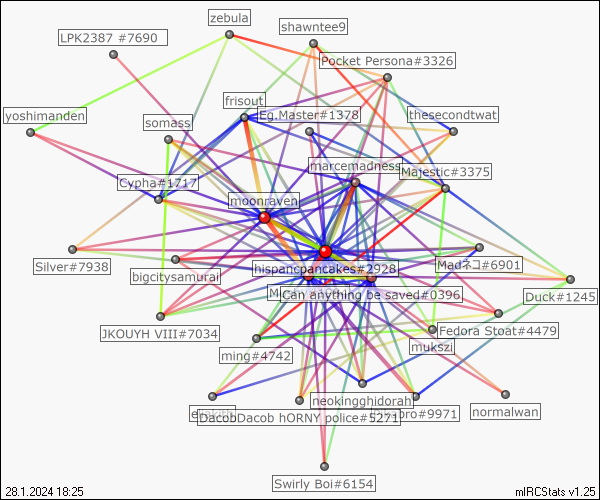 zebula
shawntee9
LPK2387 #7690
Pocket Persona#3326
frisout
Eg.Master#1378
thesecondtwat
yoshimanden
somass
marcemadness
Majestic#3375
Cypha#1717
moonraven
Silver#7938
bigcitysamurai
hispancpancakes#2928
Madネコ#6901
Can anything be saved#0396
Duck#1245
JKOUYH VIII#7034
Fedora Stoat#4479
mukszi
ming#4742
neokingghidorah
#9971
normalwan
DacobDacob hORNY police#5271
Swirly Boi#6154
28.1.2024 18:25
mIRCStats v1.25